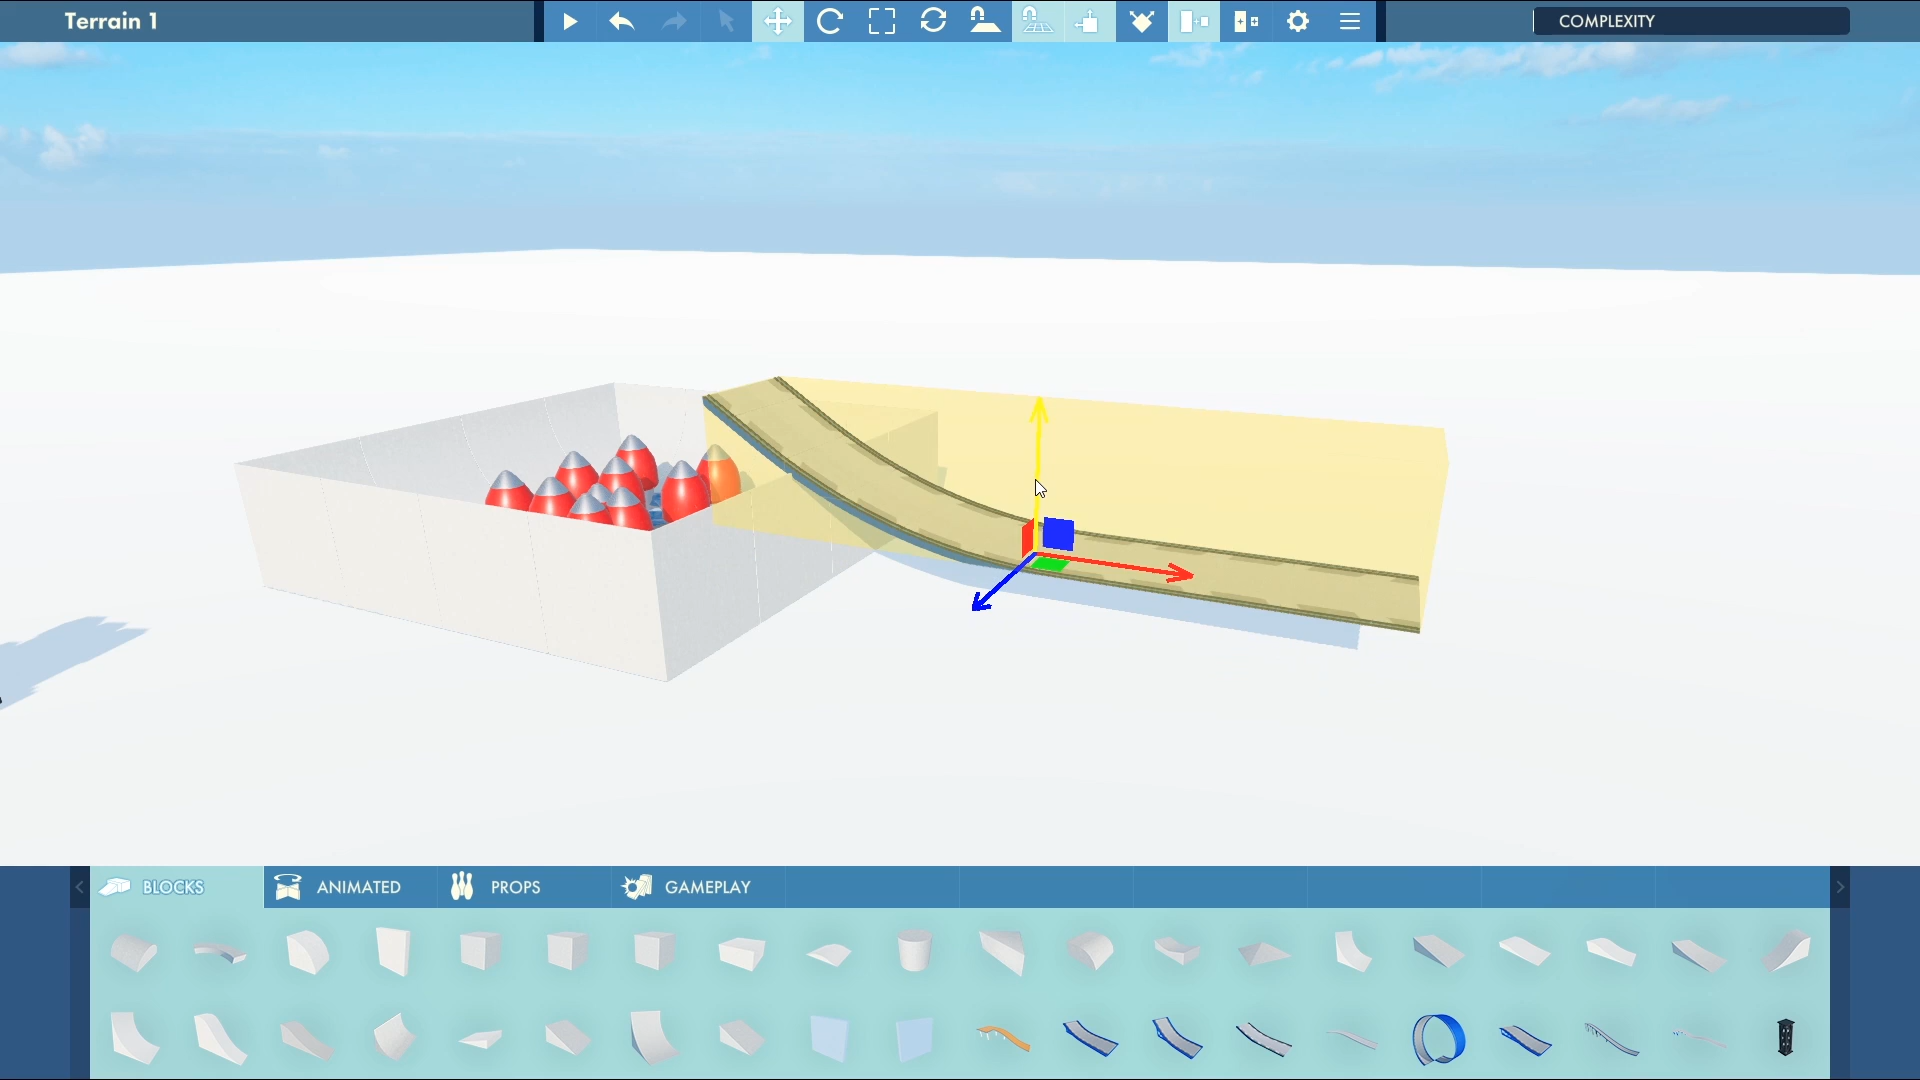 Terrain 1
COMPLEXITY
BLOCKS
ANIMATED
PROPS
GAMEPLAY